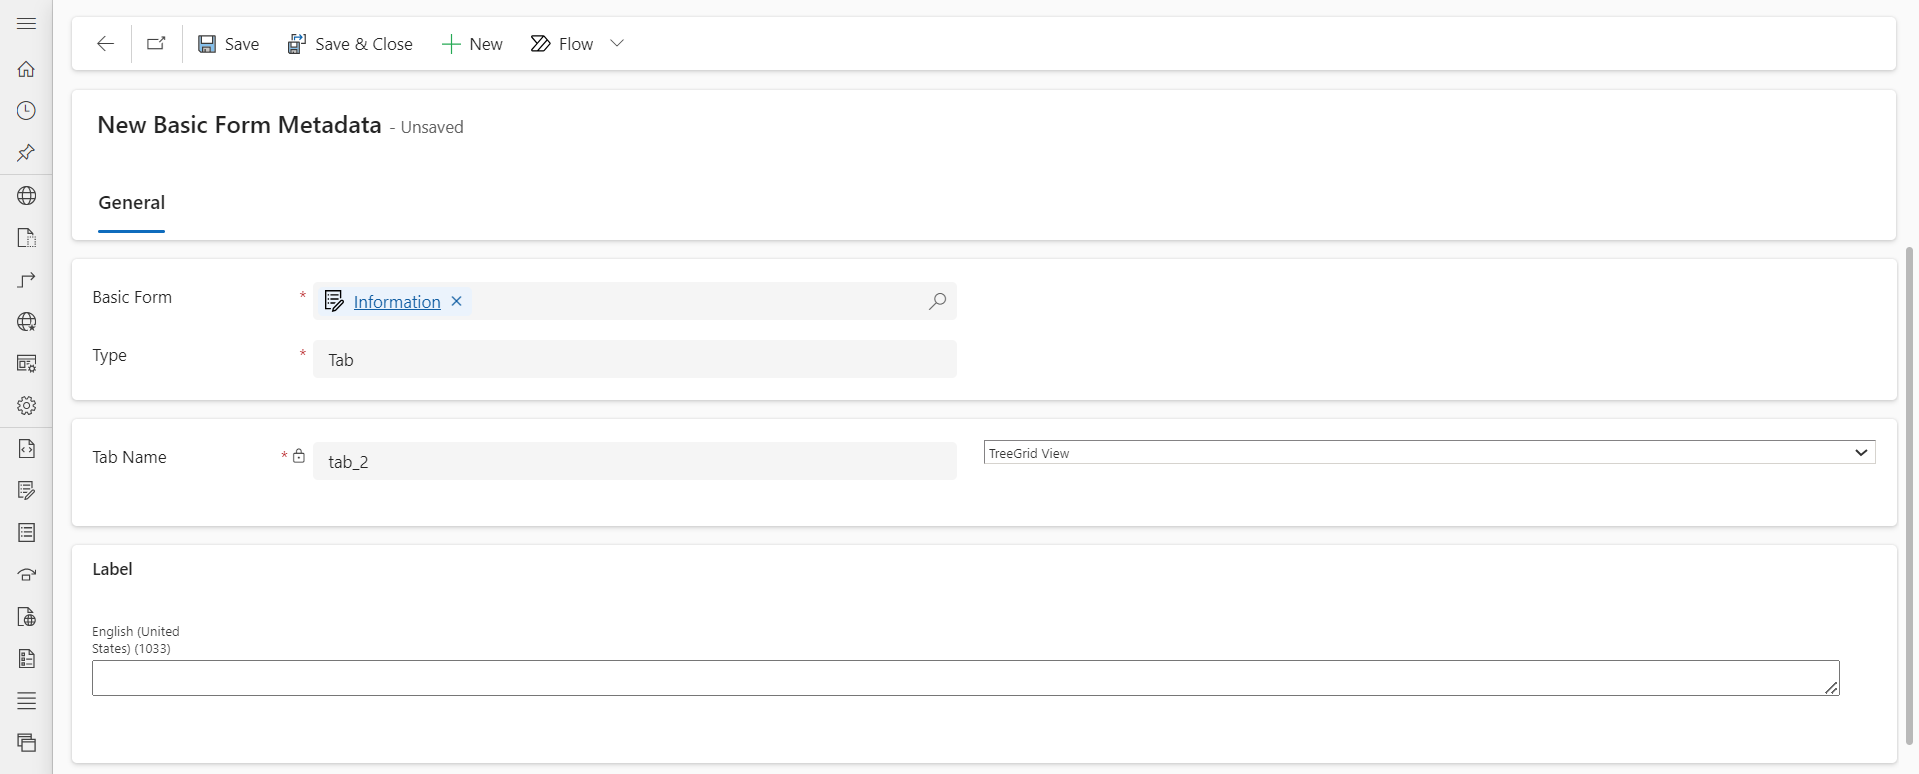 Save
Save & Close
New
Flow
New Basic Form Metadata - Unsaved
General
Basic Form * Information
Type * Tab
Tab Name * tab_2
TreeGrid View
Label
English (United
States) (1033)